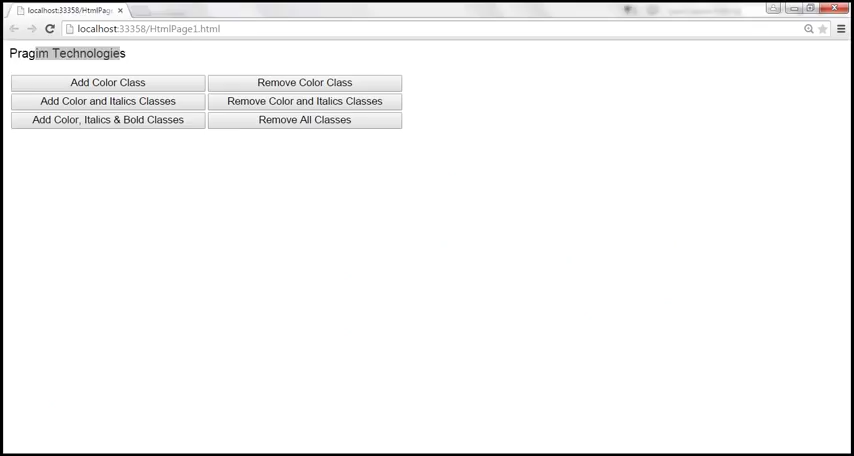 localhost:33358/HtmlPag
localhost:33358/HtmlPage1.html
Pragim Technologies
Add Color Class Remove Color Class
Add Color and Italics Classes Remove Color and Italics Classes
Add Color, Italics & Bold Classes Remove All Classes